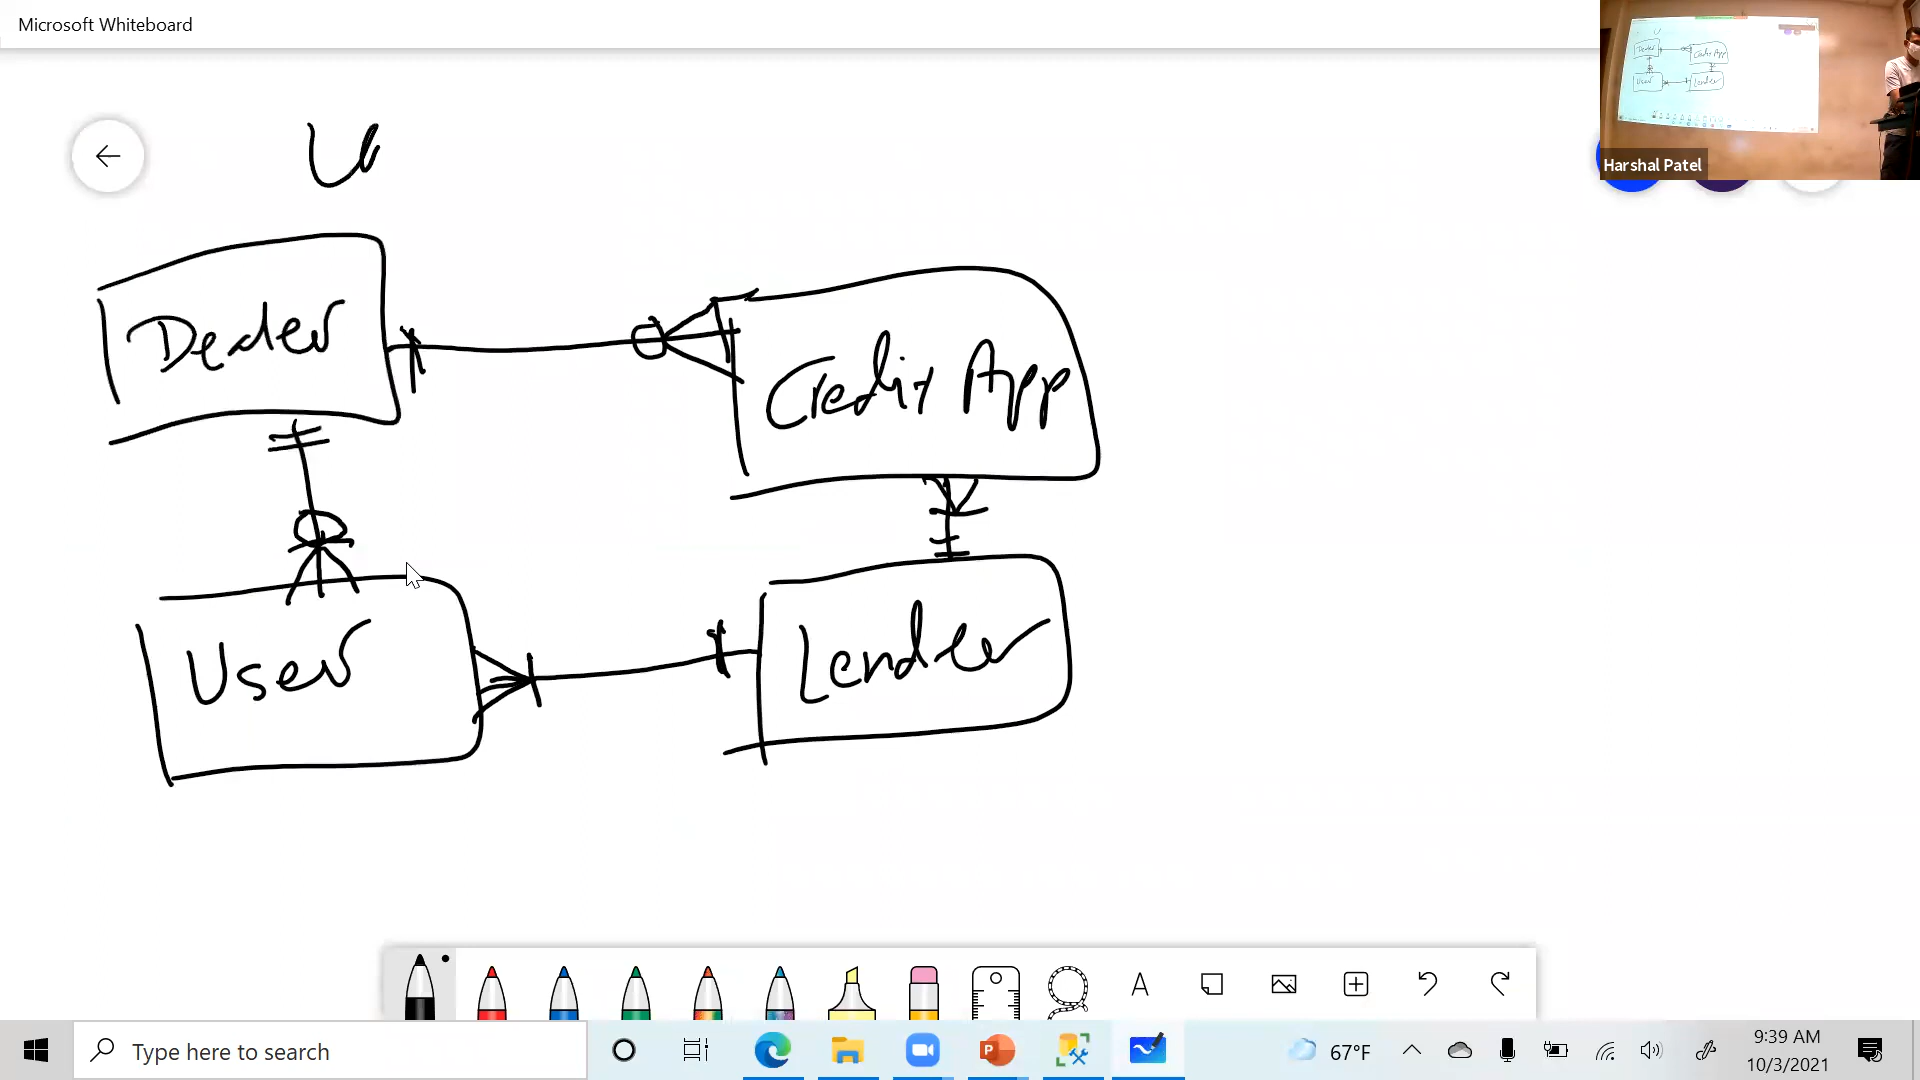 Microsoft Whiteboard
Harshal Patel
Dealer
Credit App
User
Lender
Type here to search
67°F
9:39 AM
10/3/2021